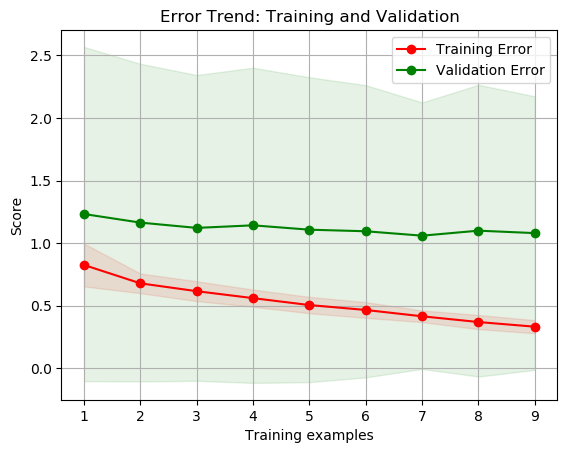 Error Trend: Training and Validation
Training Error
Validation Error
Score
2.5
2.0
1.5
1.0
0.5
0.0
1 2 3 4 5 6 7 8 9
Training examples